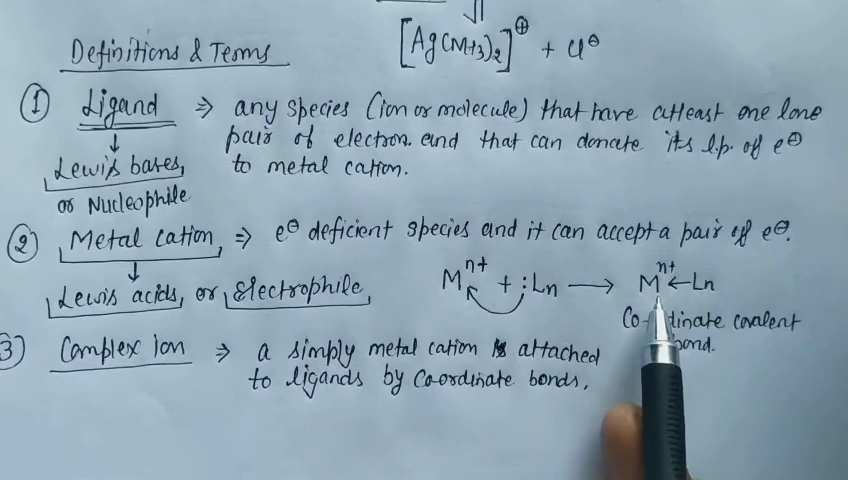 [Ag(NH3)2]⊕ + Cl⊖
Definitions & Terms
① Ligand ⇒ any species (ion or molecule) that have atleast one lone
pair of electron and that can donate its l.p. of e⊖
to metal cation.
↓
Lewis bases,
or Nucleophile
② Metal cation, ⇒ e⊖ deficient species and it can accept a pair of e⊖.
↓
Lewis acids, or Electrophile,
Mⁿ⁺ + :Ln → Mⁿ⁺ ← Ln
covalent
③ Complex Ion ⇒ a simply metal cation is attached
to ligands by co-ordinate bonds,